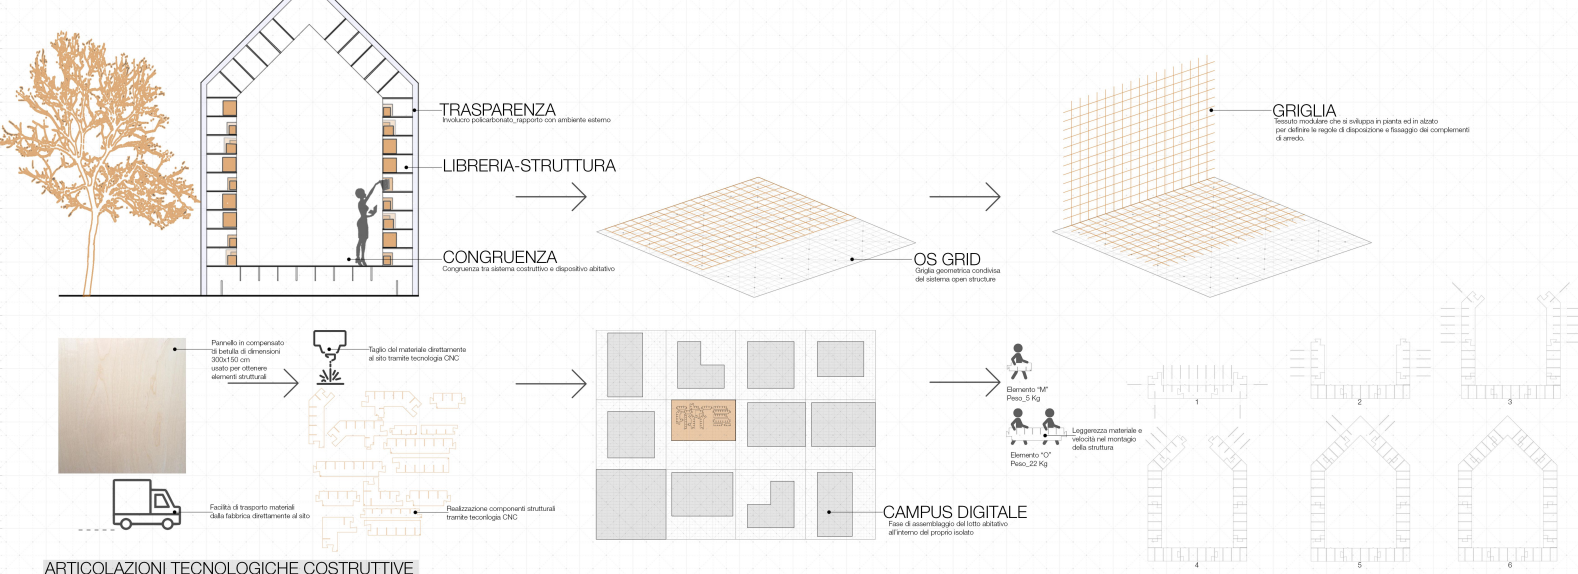 TRASPARENZA
Involucro policarbonato_rapporto con ambiente esterno
LIBRERIA-STRUTTURA
CONGRUENZA
Congruenza tra sistema costruttivo e dispositivo abitativo
OS GRID
Griglia geometrica condivisa
del sistema open structure
GRIGLIA
Tessuto modulare che si sviluppa in pianta ed in alzato
per definire le regole di disposizione e fissaggio dei complementi
di arredo.
Pannello in compensato
di betulla di dimensioni
300x150 cm
usato per ottenere
elementi strutturali
Taglio del materiale direttamente
al sito tramite tecnologia CNC
Facilità di trasporto materiali
dalla fabbrica direttamente al sito
Realizzazione componenti strutturali
tramite teconlogia CNC
CAMPUS DIGITALE
Fase di assemblaggio del lotto abitativo
all'interno del proprio isolato
Elemento "M"
Peso_5 Kg
Elemento "O"
Peso_22 Kg
Leggerezza materiale e
velocità nel montagio
della struttura
1
2
3
4
5
6
ARTICOLAZIONI TECNOLOGICHE COSTRUTTIVE